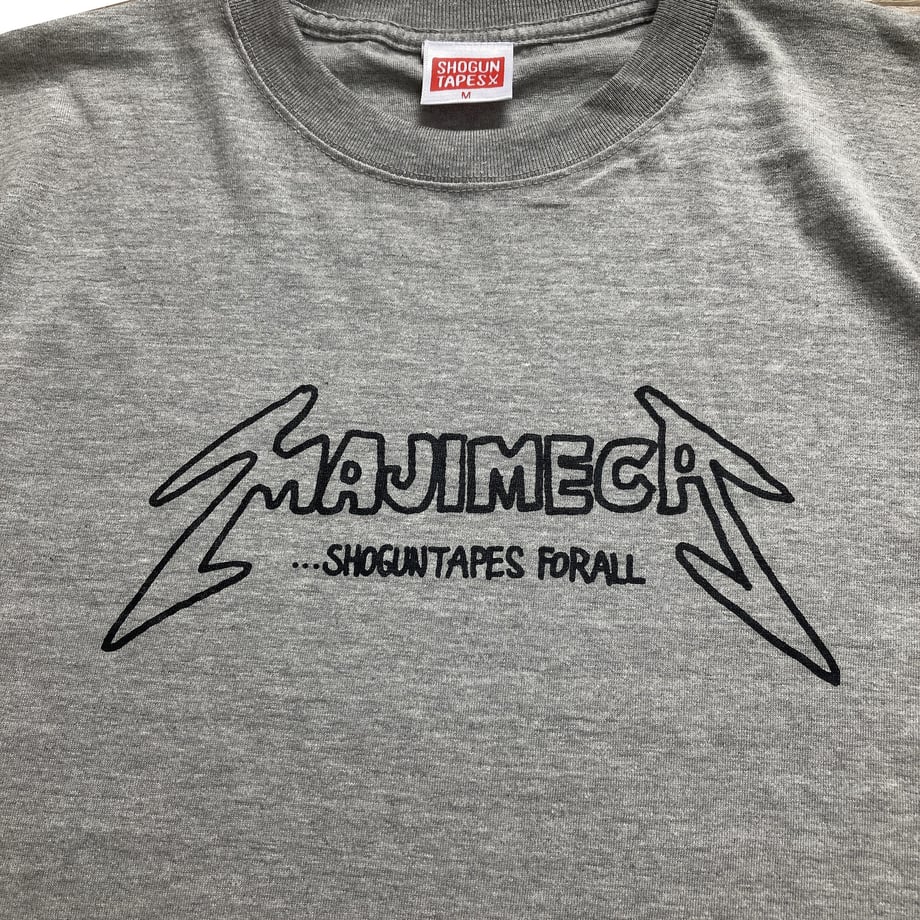 SHOGUN
TAPES
M
MAJIMECA
...SHOGUNTAPES FORALL